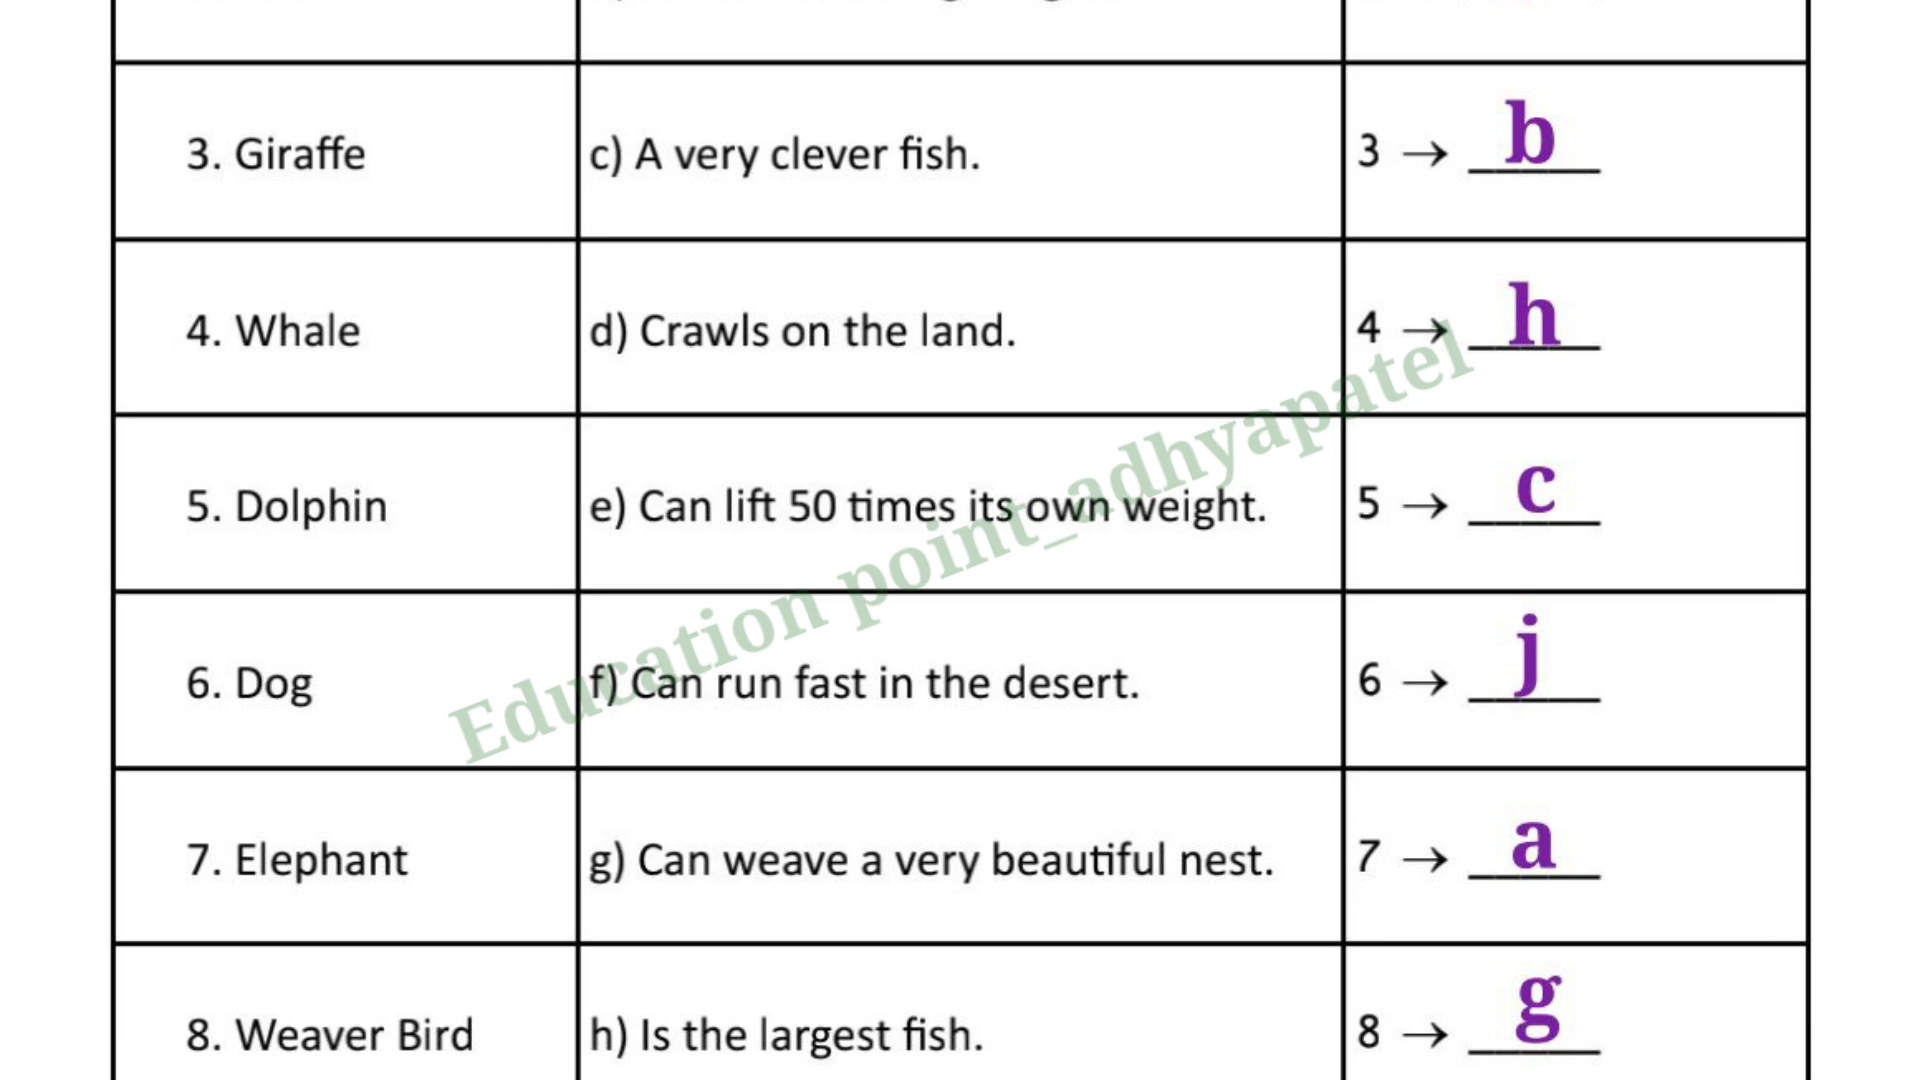 3. Giraffe c) A very clever fish. 3 → b
4. Whale d) Crawls on the land. 4 → h
5. Dolphin e) Can lift 50 times its own weight. 5 → c
6. Dog f) Can run fast in the desert. 6 → j
7. Elephant g) Can weave a very beautiful nest. 7 → a
8. Weaver Bird h) Is the largest fish. 8 → g
Education point_adhyapatel